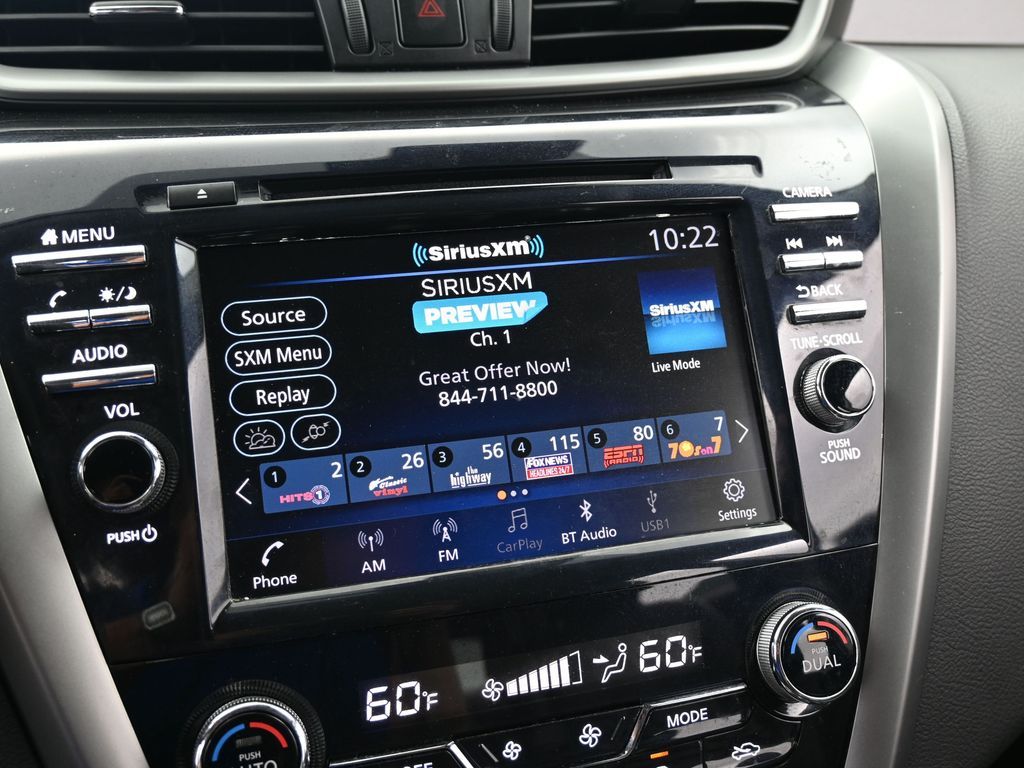 CAMERA
MENU
SiriusXM
10:22
SIRIUSXM
PREVIEW
Ch. 1
SiriusXM
Live Mode
BACK
Source
SXM Menu
Replay
AUDIO
Great Offer Now!
844-711-8800
TUNE·SCROLL
VOL
PUSH
SOUND
1 2
HITS 1
2 26
Classic
vinyl
3 56
the
highway
4 115
FOX NEWS
HEADLINES 24/7
5 80
ESPN
RADIO
6 7
70s on 7
PUSH
Phone
AM
FM
CarPlay
BT Audio
USB1
Settings
60°F
60°F
PUSH
DUAL
MODE
PUSH
AUTO
OFF